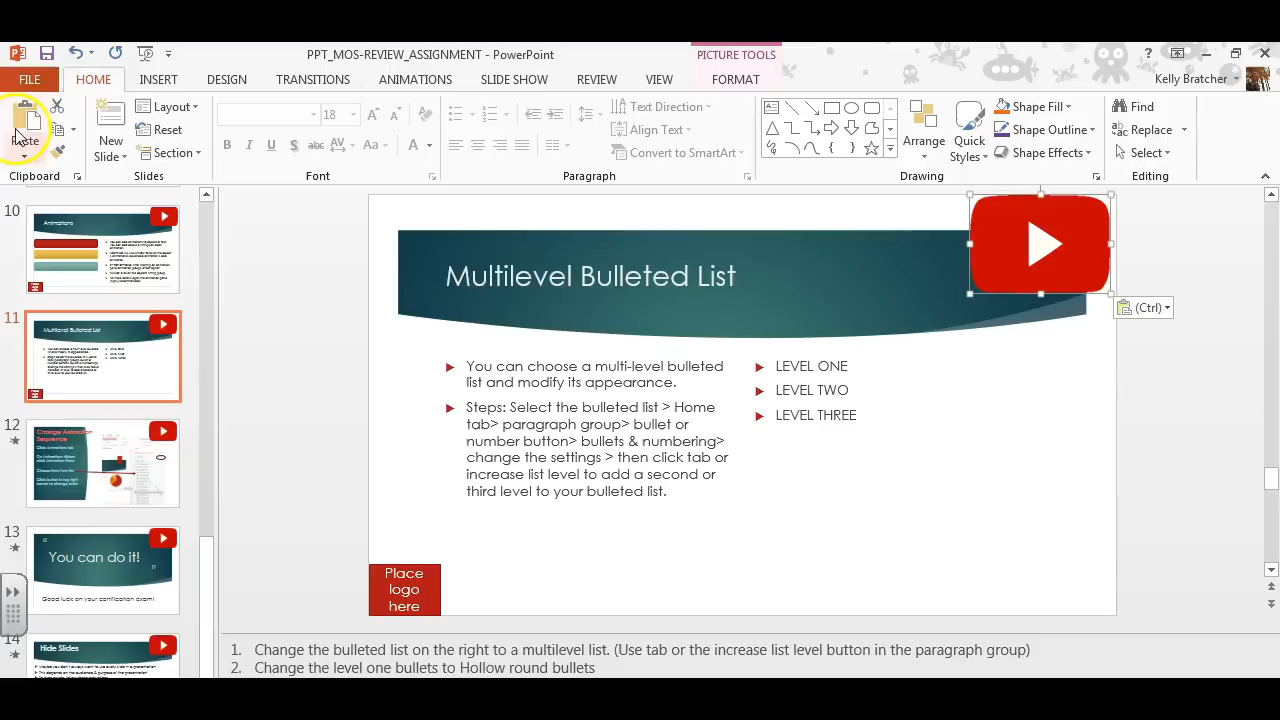 PPT_MOS-REVIEW_ASSIGNMENT - PowerPoint
PICTURE TOOLS
FILE
HOME
INSERT
DESIGN
TRANSITIONS
ANIMATIONS
SLIDE SHOW
REVIEW
VIEW
FORMAT
Kelly Bratcher
Paste
New
Slide
Layout
Reset
Section
18
Text Direction
Align Text
Convert to SmartArt
Arrange
Quick
Styles
Shape Fill
Shape Outline
Shape Effects
Find
Replace
Select
Clipboard
Slides
Font
Paragraph
Drawing
Editing
10
Animations
11
Multilevel Bulleted List
12
Change Animation
Sequence
13
You can do it!
Good luck on your certification exam!
14
Hide Slides
Multilevel Bulleted List
(Ctrl)
You can choose a multi-level bulleted
list and modify its appearance.
Steps: Select the bulleted list > Home
tag> paragraph group> bullet or
number button> bullets & numbering>
change the settings > then click tab or
increase list level to add a second or
third level to your bulleted list.
LEVEL ONE
LEVEL TWO
LEVEL THREE
Place
logo
here
1. Change the bulleted list on the right to a multilevel list. (Use tab or the increase list level button in the paragraph group)
2. Change the level one bullets to Hollow round bullets